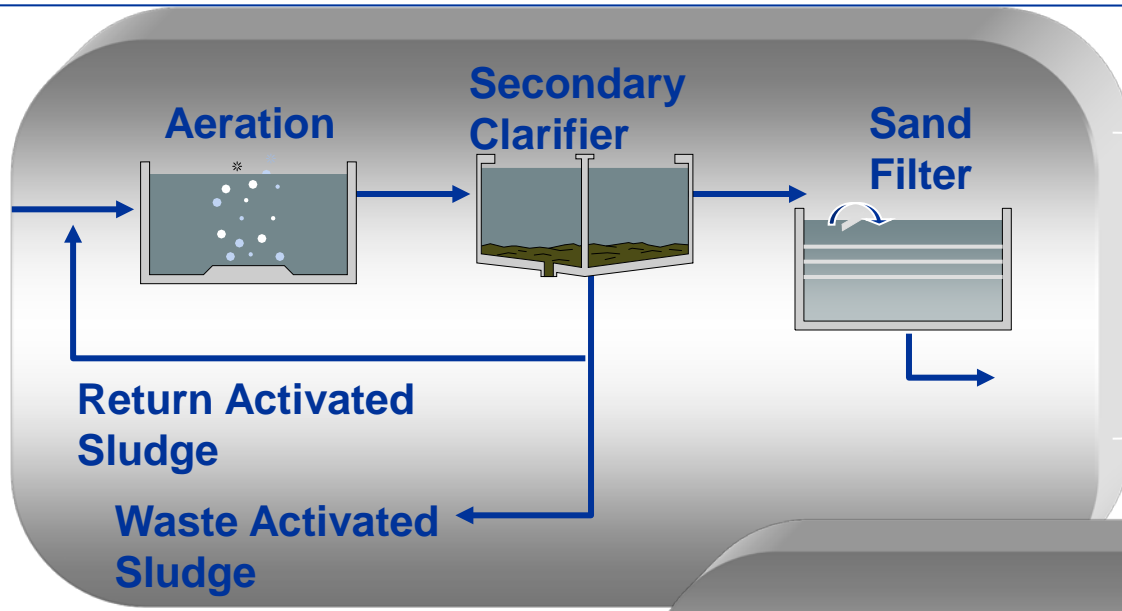 Aeration
Secondary
Clarifier
Sand
Filter
Return Activated
Sludge
Waste Activated
Sludge